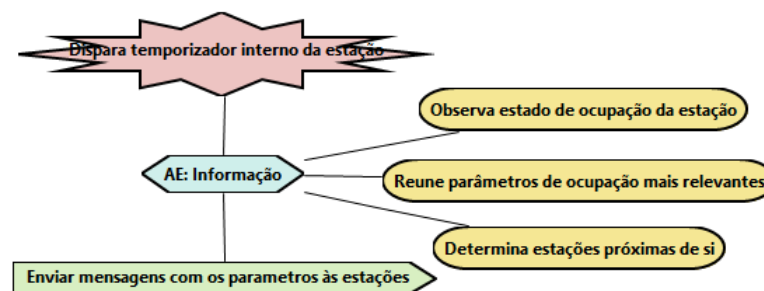 Dispara temporizador interno da estação
Observa estado de ocupação da estação
AE: Informação
Reune parâmetros de ocupação mais relevantes
Determina estações próximas de si
Enviar mensagens com os parametros às estações